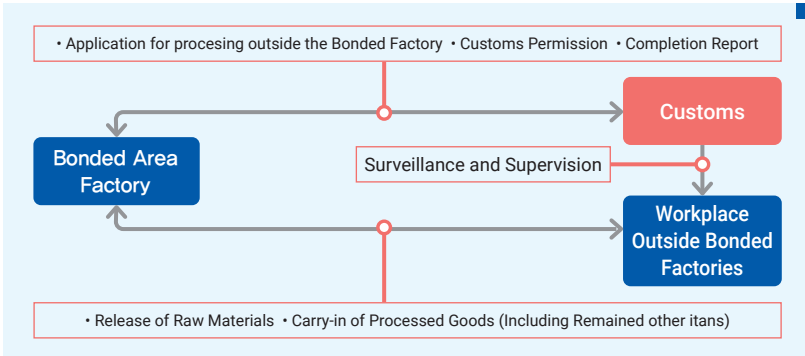 • Application for procesing outside the Bonded Factory • Customs Permission • Completion Report
Customs
Bonded Area
Factory
Surveillance and Supervision
Workplace
Outside Bonded
Factories
• Release of Raw Materials • Carry-in of Processed Goods (Including Remained other itans)